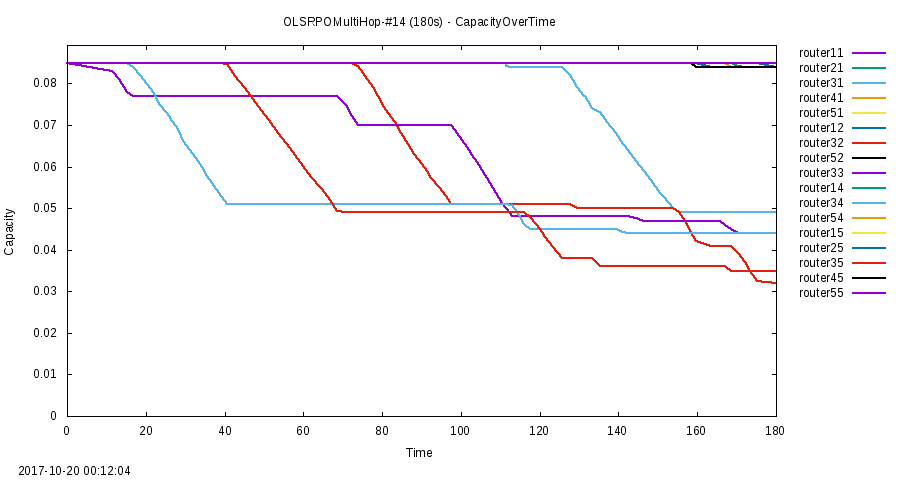 OLSRPOMultiHop-#14 (180s) - CapacityOverTime
router11
router21
router31
router41
router51
router12
router32
router52
router33
router14
router34
router54
router15
router25
router35
router45
router55
0.08
0.07
0.06
0.05
0.04
0.03
0.02
0.01
0
Capacity
0 20 40 60 80 100 120 140 160 180
Time
2017-10-20 00:12:04